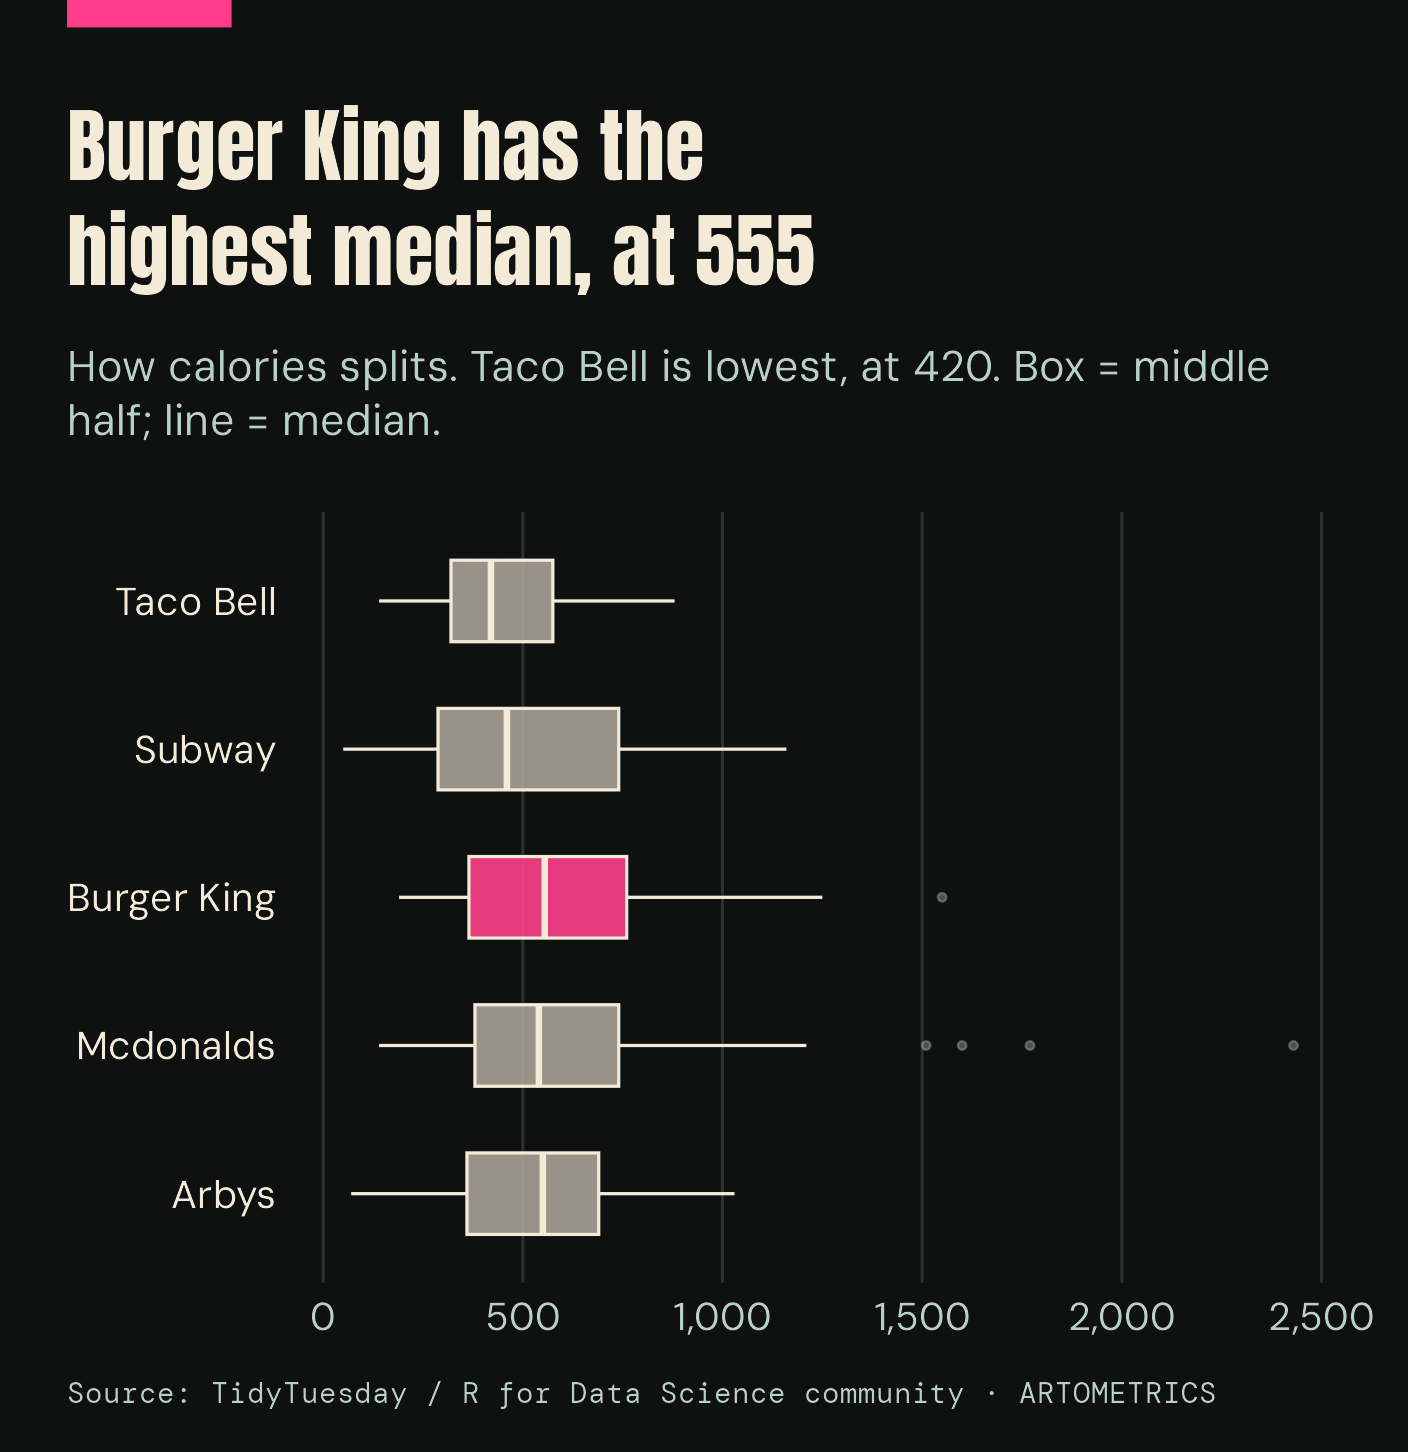 Burger King has the
highest median, at 555
How calories splits. Taco Bell is lowest, at 420. Box = middle
half; line = median.
Taco Bell
Subway
Burger King
Mcdonalds
Arbys
0 500 1,000 1,500 2,000 2,500
Source: TidyTuesday / R for Data Science community · ARTOMETRICS